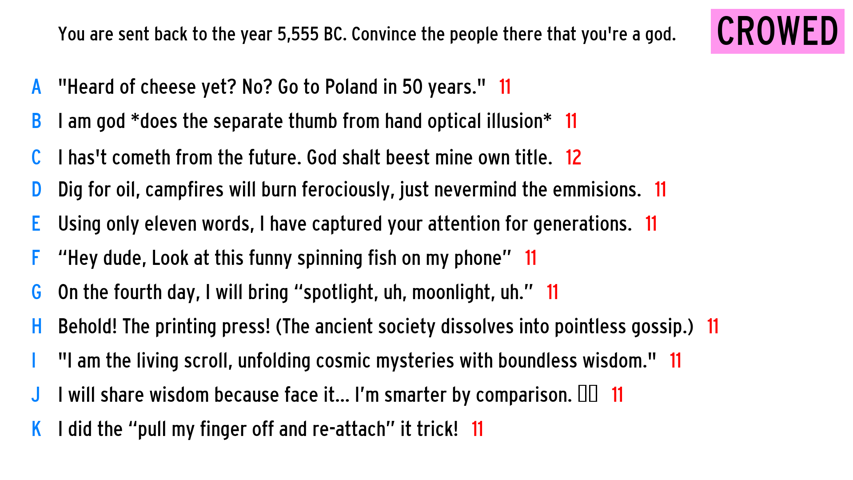 You are sent back to the year 5,555 BC. Convince the people there that you're a god.
CROWED
A "Heard of cheese yet? No? Go to Poland in 50 years." 11
B I am god *does the separate thumb from hand optical illusion* 11
C I has't cometh from the future. God shalt beest mine own title. 12
D Dig for oil, campfires will burn ferociously, just nevermind the emmisions. 11
E Using only eleven words, I have captured your attention for generations. 11
F “Hey dude, Look at this funny spinning fish on my phone” 11
G On the fourth day, I will bring “spotlight, uh, moonlight, uh.” 11
H Behold! The printing press! (The ancient society dissolves into pointless gossip.) 11
I "I am the living scroll, unfolding cosmic mysteries with boundless wisdom." 11
J I will share wisdom because face it... I’m smarter by comparison. 11
K I did the “pull my finger off and re-attach” it trick! 11